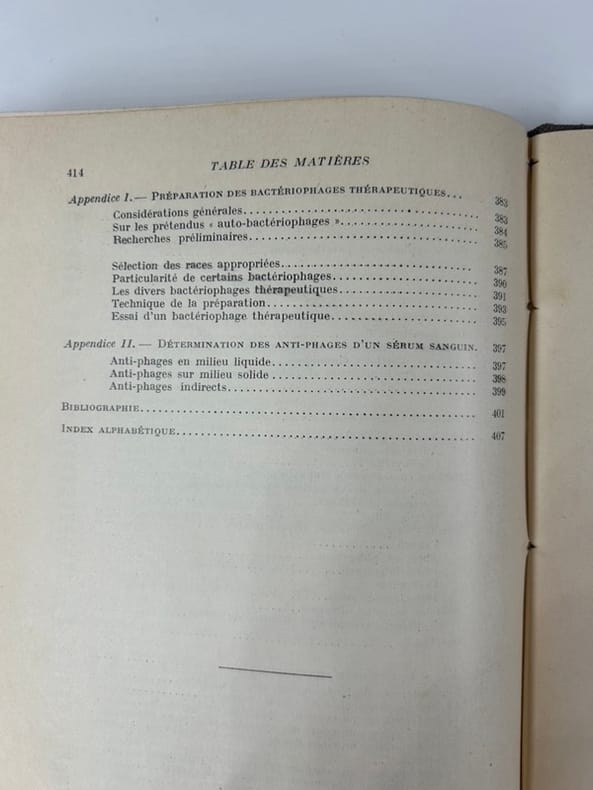 414
TABLE DES MATIÈRES
Appendice I. — PRÉPARATION DES BACTÉRIOPHAGES THÉRAPEUTIQUES... 383
Considérations générales........................................ 383
Sur les prétendus « auto-bactériophages »........................ 384
Recherches préliminaires........................................ 385
Sélection des races appropriées................................. 387
Particularité de certains bactériophages........................ 390
Les divers bactériophages thérapeutiques........................ 391
Technique de la préparation..................................... 393
Essai d'un bactériophage thérapeutique.......................... 395
Appendice II. — DÉTERMINATION DES ANTI-PHAGES D'UN SÉRUM SANGUIN. 397
Anti-phages en milieu liquide................................... 397
Anti-phages sur milieu solide................................... 398
Anti-phages indirects........................................... 399
BIBLIOGRAPHIE................................................... 401
INDEX ALPHABÉTIQUE.............................................. 407